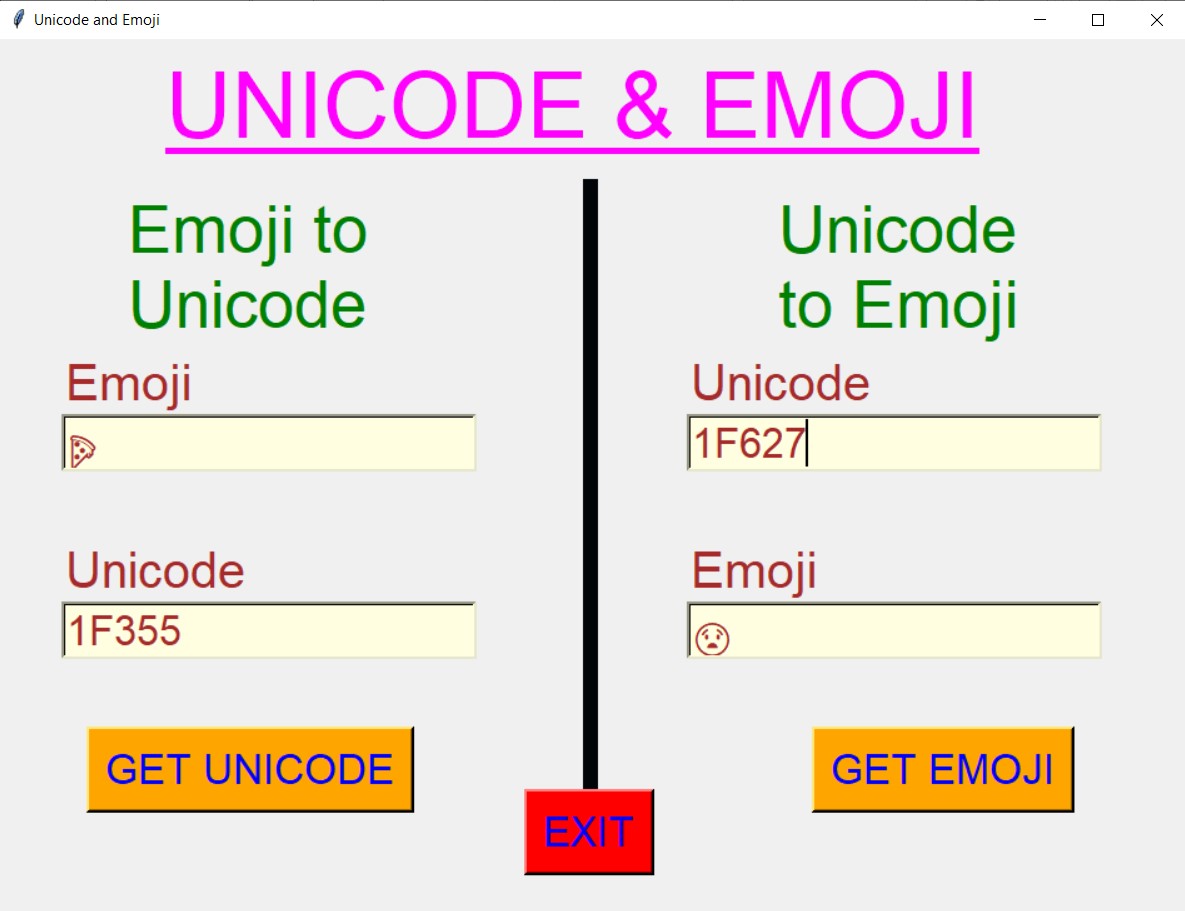 Unicode and Emoji
UNICODE & EMOJI
Emoji to
Unicode
Emoji
🍕
Unicode
1F355
GET UNICODE
Unicode
to Emoji
Unicode
1F627
Emoji
😧
GET EMOJI
EXIT